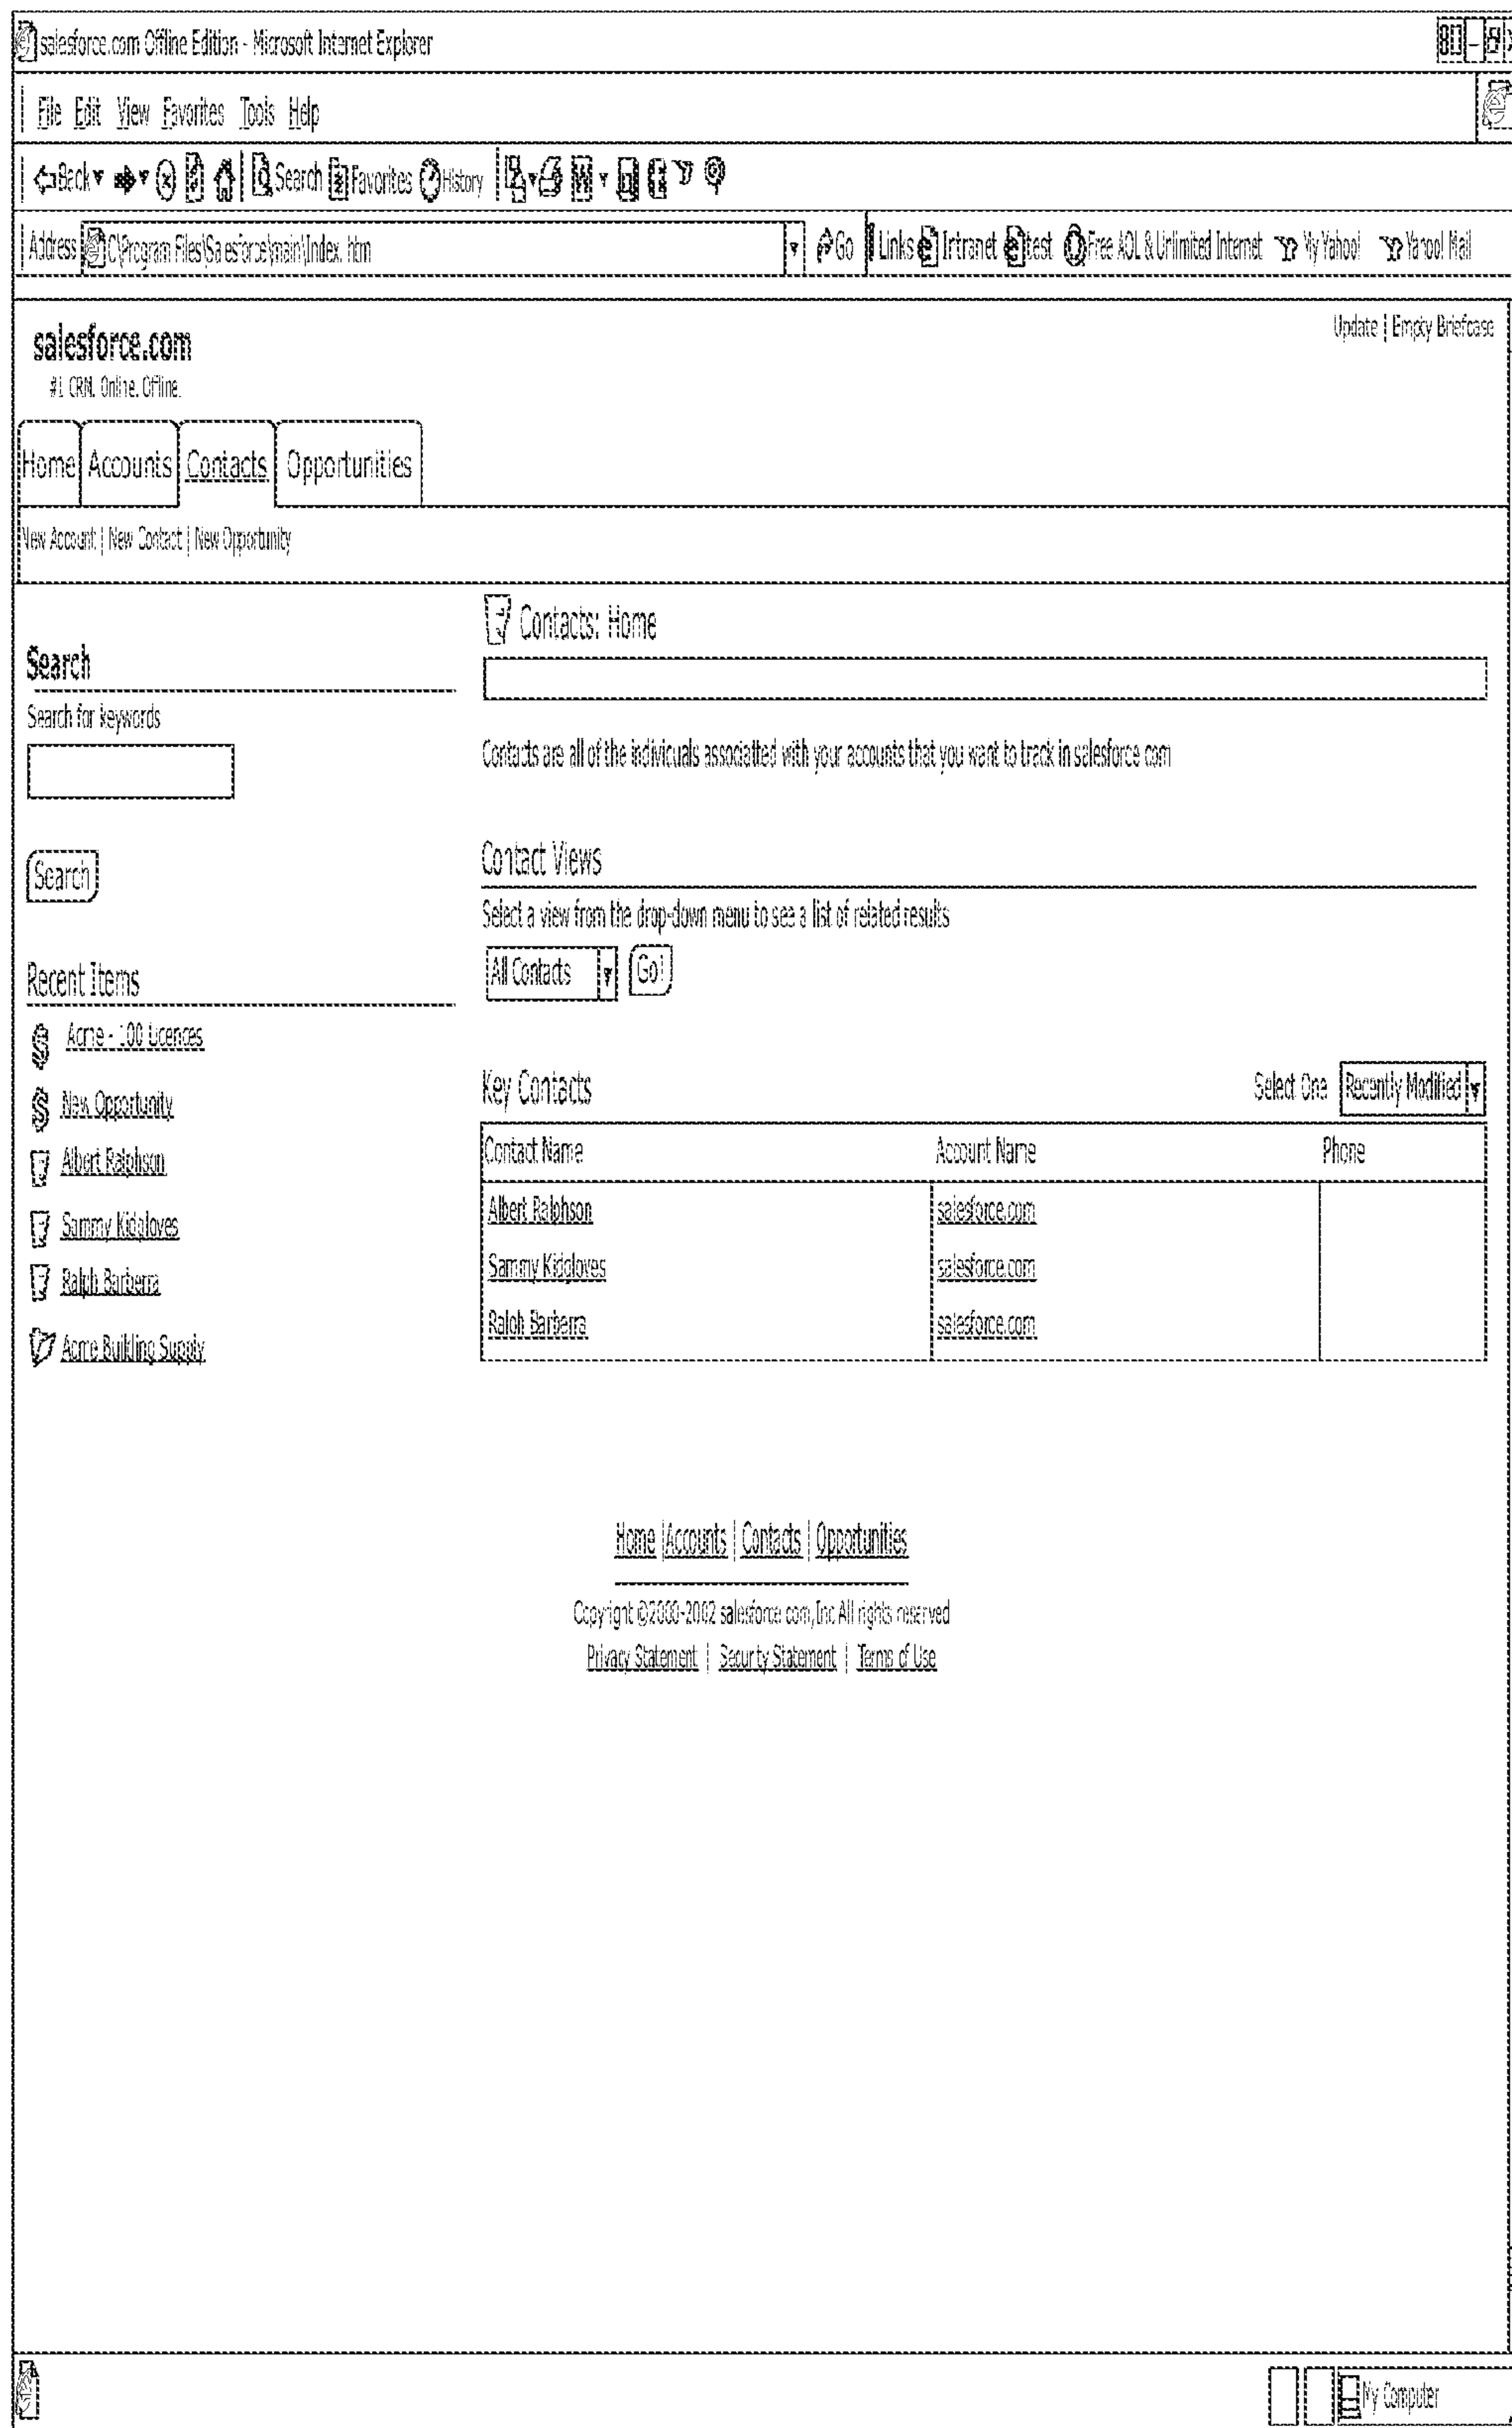 salesforce.com Offline Edition - Microsoft Internet Explorer
File Edit View Favorites Tools Help
Back Search Favorites History
Address C\Program Files\Salesforce\main\Index. htm Go Links Intranet test Free AOL & Unlimited Internet My Yahoo! Yahoo! Mail
Update | Empty Briefcase
salesforce.com
#1 CRM. Online. Offline.
Home Accounts Contacts Opportunities
New Account | New Contact | New Opportunity
Contacts: Home
Search
Search for keywords
Contacts are all of the individuals associatted with your accounts that you want to track in salesforce com
Search
Contact Views
Select a view from the drop-down menu to see a list of related results
All Contacts Go!
Recent Items
Acme - 100 Licences
New Opportunity
Albert Ralphson
Sammy Kidgloves
Ralph Barberra
Acme Building Supply
Key Contacts Select One Recently Modified
Contact Name Account Name Phone
Albert Ralphson salesforce.com
Sammy Kidgloves salesforce.com
Ralph Barberra salesforce.com
Home | Accounts | Contacts | Opportunities
Copyright ©2000-2002 salesforce com, Inc All rights reserved
Privacy Statement | Security Statement | Terms of Use
My Computer